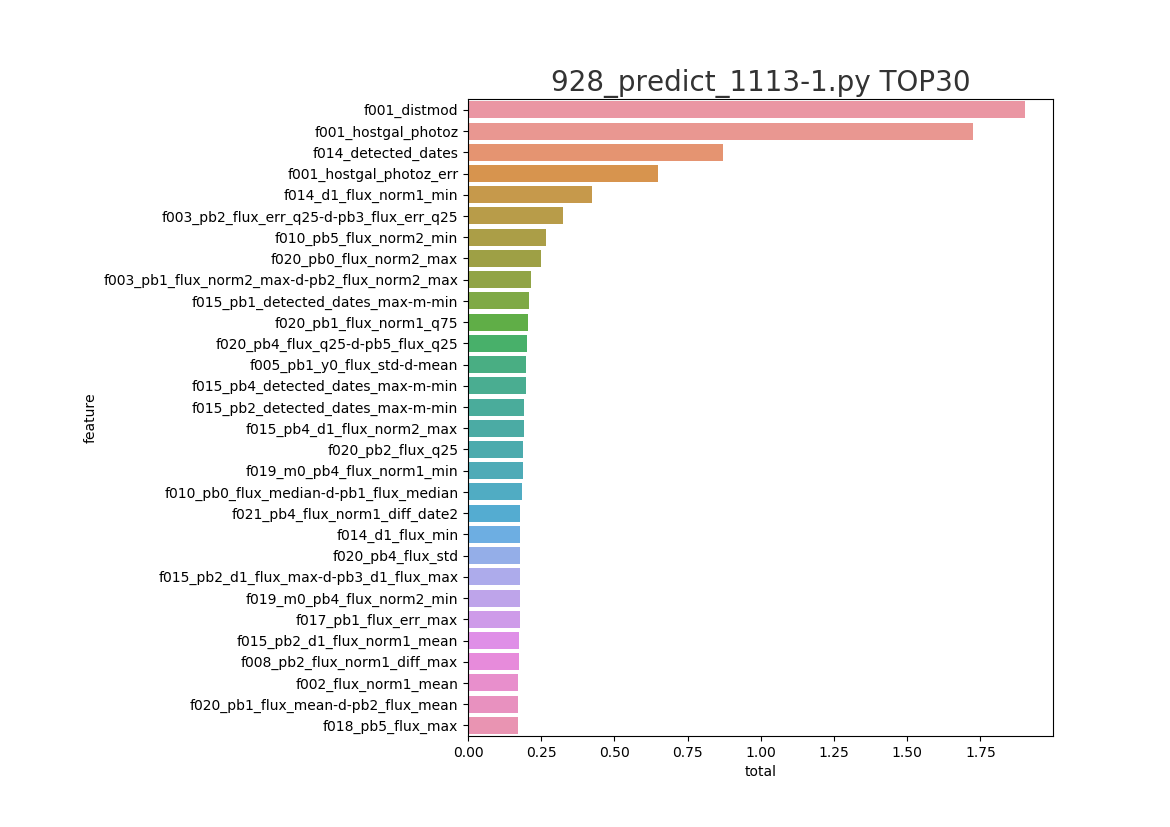 928_predict_1113-1.py TOP30
f001_distmod
f001_hostgal_photoz
f014_detected_dates
f001_hostgal_photoz_err
f014_d1_flux_norm1_min
f003_pb2_flux_err_q25-d-pb3_flux_err_q25
f010_pb5_flux_norm2_min
f020_pb0_flux_norm2_max
f003_pb1_flux_norm2_max-d-pb2_flux_norm2_max
f015_pb1_detected_dates_max-m-min
f020_pb1_flux_norm1_q75
f020_pb4_flux_q25-d-pb5_flux_q25
f005_pb1_y0_flux_std-d-mean
f015_pb4_detected_dates_max-m-min
f015_pb2_detected_dates_max-m-min
f015_pb4_d1_flux_norm2_max
f020_pb2_flux_q25
f019_m0_pb4_flux_norm1_min
f010_pb0_flux_median-d-pb1_flux_median
f021_pb4_flux_norm1_diff_date2
f014_d1_flux_min
f020_pb4_flux_std
f015_pb2_d1_flux_max-d-pb3_d1_flux_max
f019_m0_pb4_flux_norm2_min
f017_pb1_flux_err_max
f015_pb2_d1_flux_norm1_mean
f008_pb2_flux_norm1_diff_max
f002_flux_norm1_mean
f020_pb1_flux_mean-d-pb2_flux_mean
f018_pb5_flux_max
feature
0.00 0.25 0.50 0.75 1.00 1.25 1.50 1.75
total